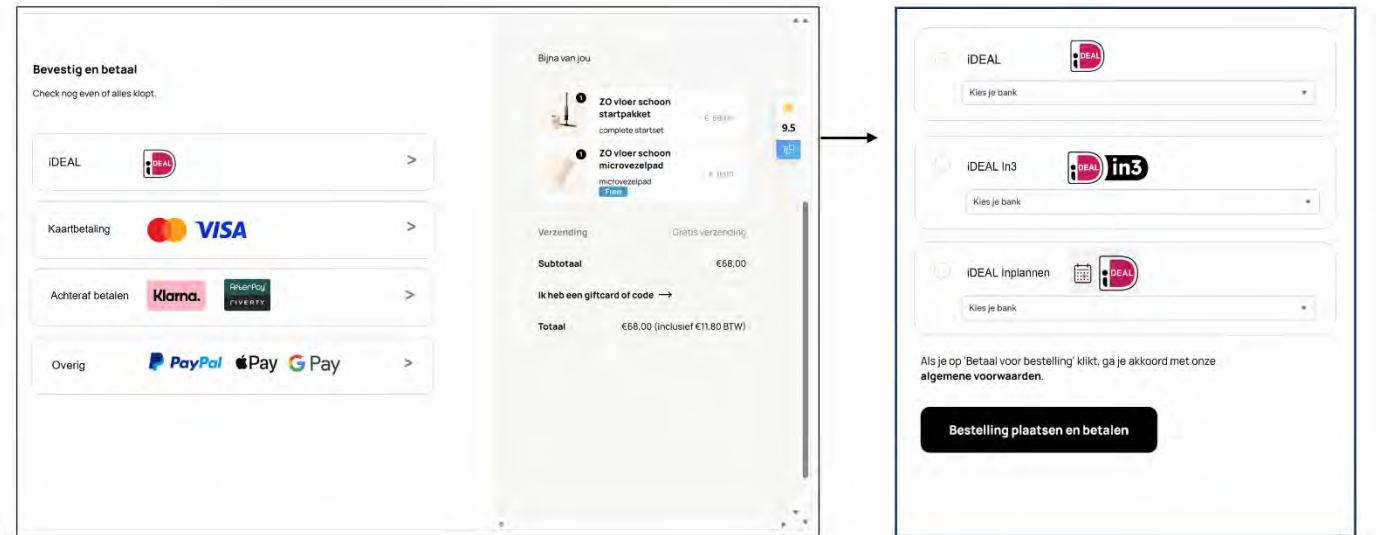 Bevestig en betaal
Check nog even of alles klopt.
iDEAL
iDEAL
>
Kaartbetaling
VISA
>
Achteraf betalen
Klarna.
AfterPay
RIVERTY
>
Overig
PayPal
Pay
G Pay
>
Bijna van jou
1
ZO vloer schoon
startpakket
complete startset
1
ZO vloer schoon
microvezelpad
microvezelpad
Free
9.5
Verzending
Gratis verzending
Subtotaal
€68,00
Ik heb een giftcard of code →
Totaal
€68,00 (inclusief €11,80 BTW)
iDEAL
iDEAL
Kies je bank
iDEAL In3
iDEAL in3
Kies je bank
iDEAL Inplannen
iDEAL
Kies je bank
Als je op 'Betaal voor bestelling' klikt, ga je akkoord met onze
algemene voorwaarden.
Bestelling plaatsen en betalen